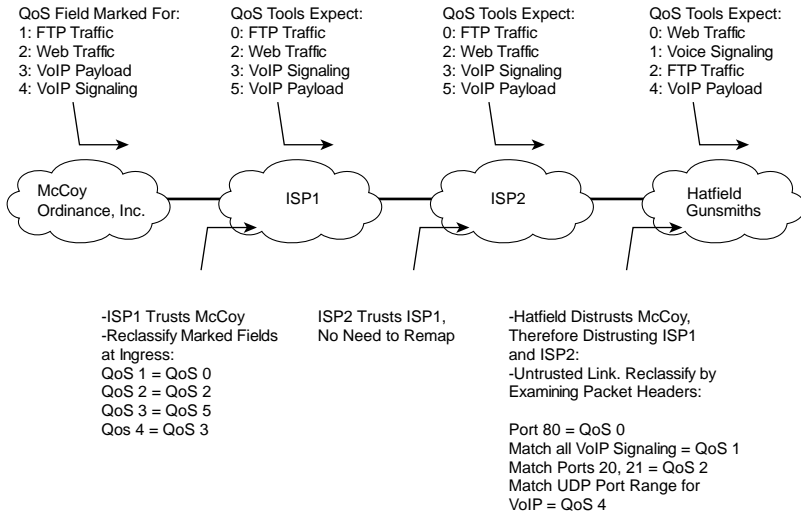 QoS Field Marked For:
1: FTP Traffic
2: Web Traffic
3: VoIP Payload
4: VoIP Signaling
QoS Tools Expect:
0: FTP Traffic
2: Web Traffic
3: VoIP Signaling
5: VoIP Payload
QoS Tools Expect:
0: FTP Traffic
2: Web Traffic
3: VoIP Signaling
5: VoIP Payload
QoS Tools Expect:
0: Web Traffic
1: Voice Signaling
2: FTP Traffic
4: VoIP Payload
McCoy
Ordinance, Inc.
ISP1
ISP2
Hatfield
Gunsmiths
-ISP1 Trusts McCoy
-Reclassify Marked Fields
at Ingress:
QoS 1 = QoS 0
QoS 2 = QoS 2
QoS 3 = QoS 5
Qos 4 = QoS 3
ISP2 Trusts ISP1,
No Need to Remap
-Hatfield Distrusts McCoy,
Therefore Distrusting ISP1
and ISP2:
-Untrusted Link. Reclassify by
Examining Packet Headers:
Port 80 = QoS 0
Match all VoIP Signaling = QoS 1
Match Ports 20, 21 = QoS 2
Match UDP Port Range for
VoIP = QoS 4